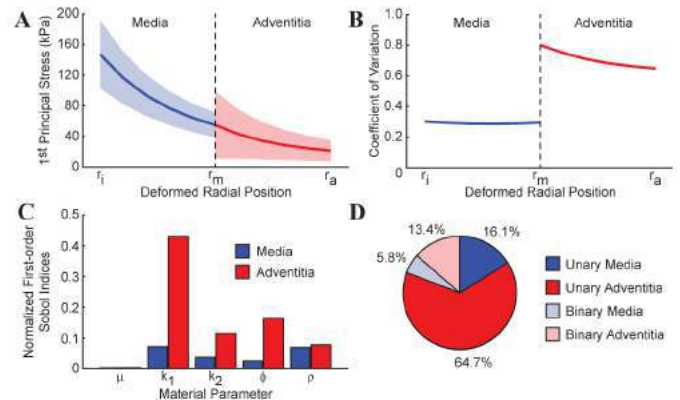 A
Media
Adventitia
1st Principal Stress (kPa)
200
160
120
80
40
0
ri
rm
ra
Deformed Radial Position
B
Media
Adventitia
Coefficient of Variation
1.0
0.8
0.6
0.4
0.2
0
ri
rm
ra
Deformed Radial Position
C
Normalized First-order
Sobol Indices
0.5
0.4
0.3
0.2
0.1
0
Media
Adventitia
μ
k1
k2
ϕ
ρ
Material Parameter
D
13.4%
16.1%
5.8%
64.7%
Unary Media
Unary Adventitia
Binary Media
Binary Adventitia